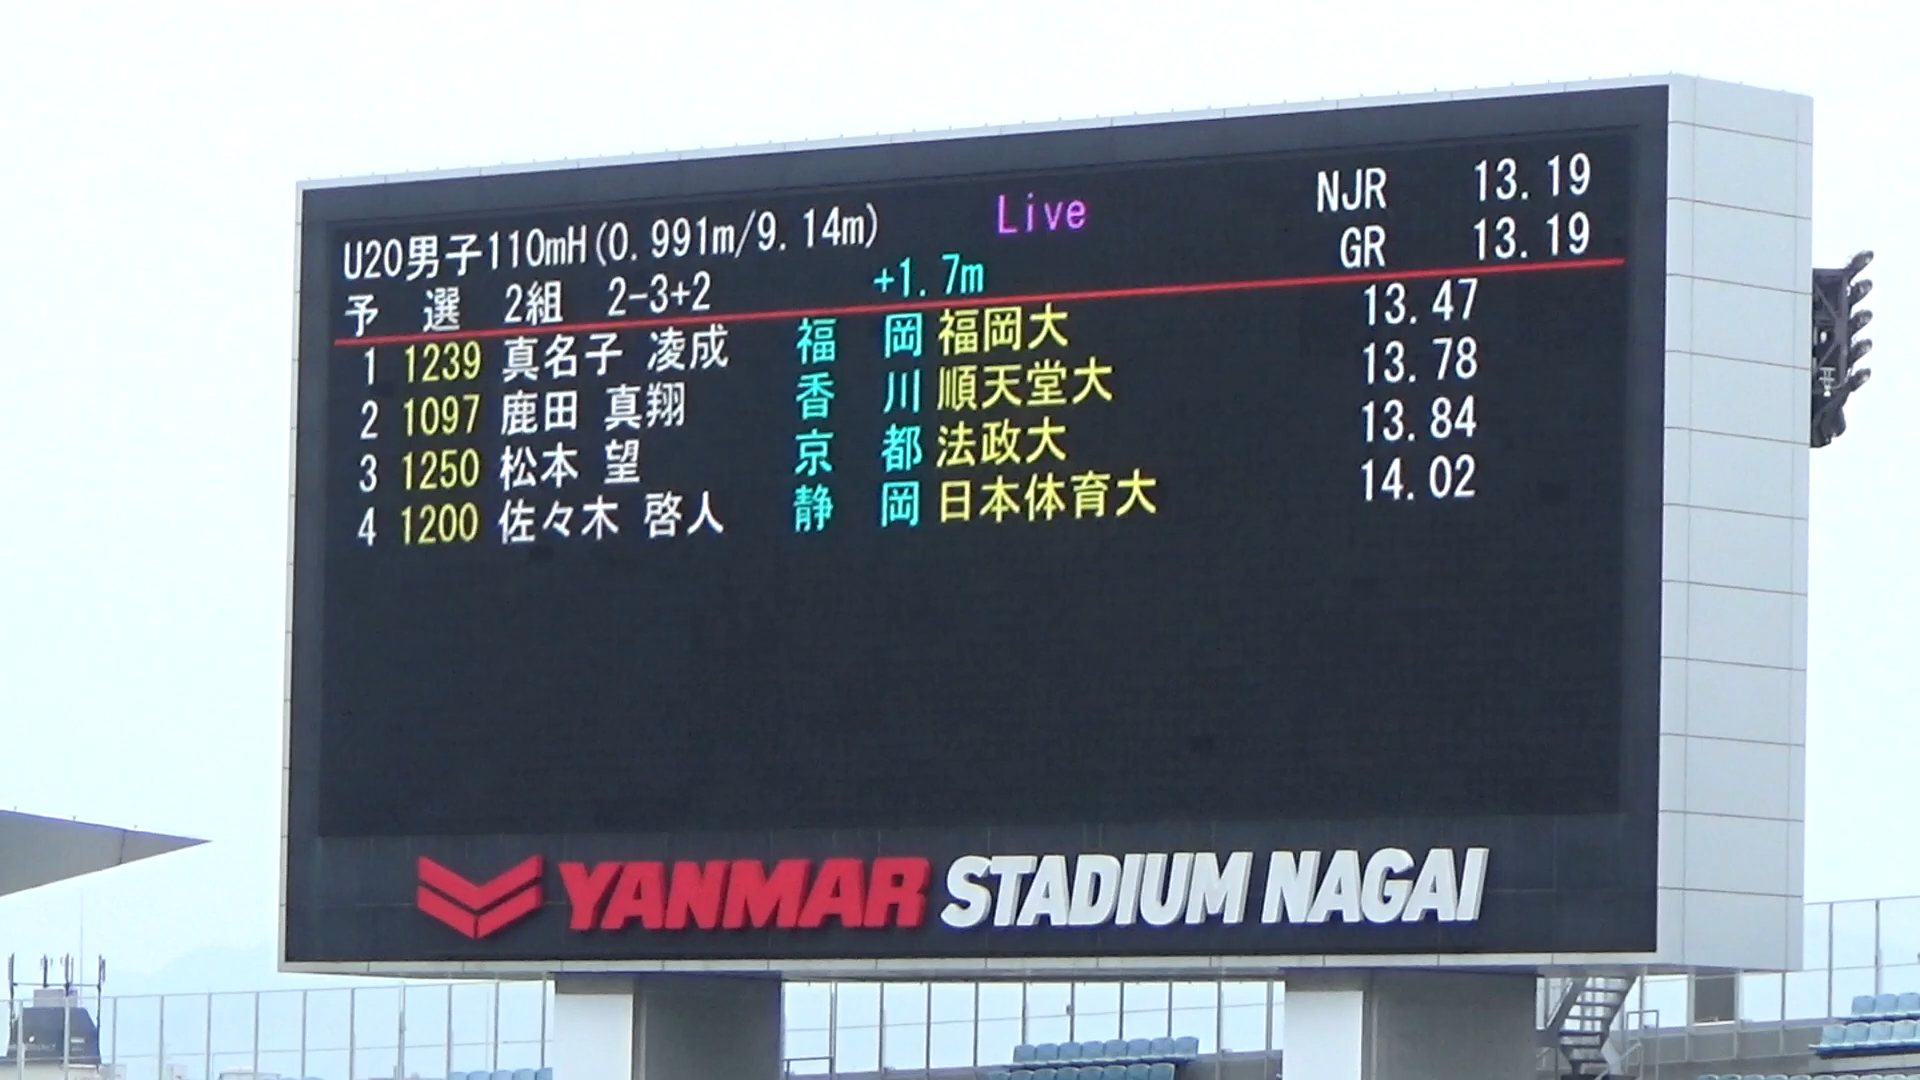 U20男子110mH(0.991m/9.14m) Live NJR 13.19
GR 13.19
予 選 2組 2-3+2 +1.7m
1 1239 真名子 凌成 福 岡 福岡大 13.47
2 1097 鹿田 真翔 香 川 順天堂大 13.78
3 1250 松本 望 京 都 法政大 13.84
4 1200 佐々木 啓人 静 岡 日本体育大 14.02
YANMAR STADIUM NAGAI